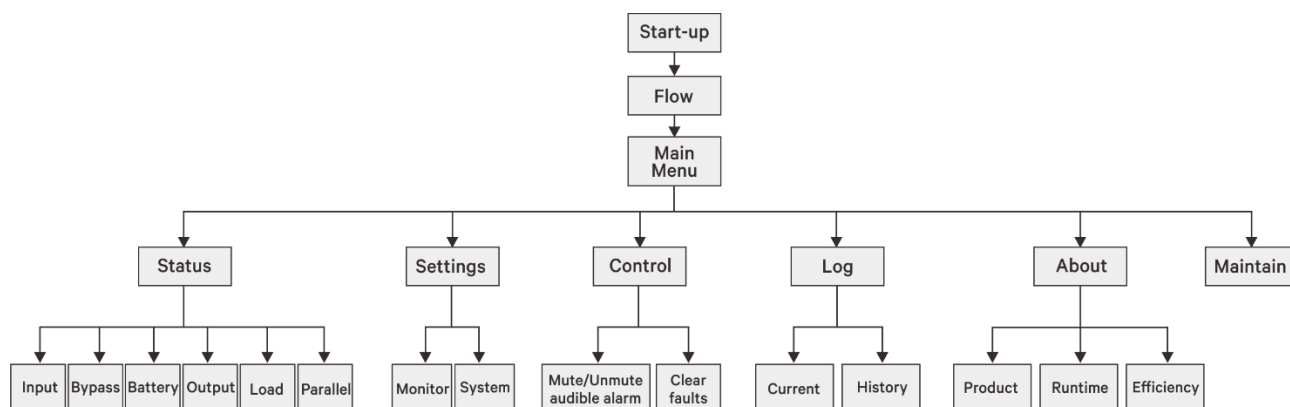 Start-up
Flow
Main
Menu
Status
Settings
Control
Log
About
Maintain
Input
Bypass
Battery
Output
Load
Parallel
Monitor
System
Mute/Unmute
audible alarm
Clear
faults
Current
History
Product
Runtime
Efficiency